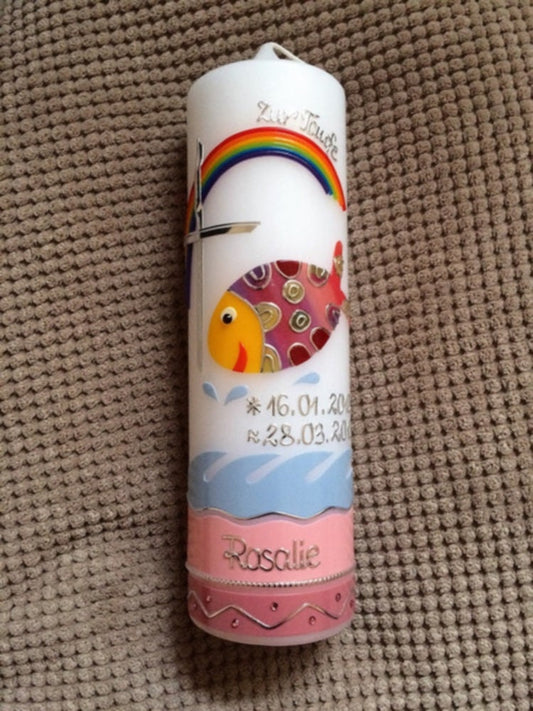 Zur Taufe
* 16.01.20
≈ 28.03.20
Rosalie